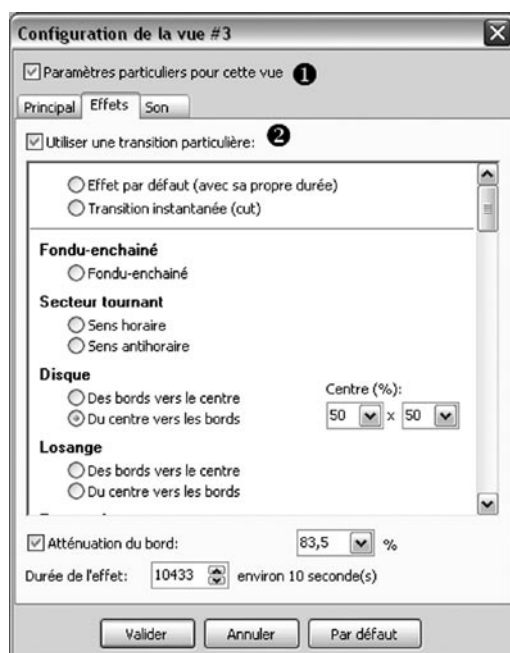 Configuration de la vue #3
Paramètres particuliers pour cette vue ❶
Principal Effets Son
Utiliser une transition particulière: ❷
Effet par défaut (avec sa propre durée)
Transition instantanée (cut)
Fondu-enchainé
Fondu-enchainé
Secteur tournant
Sens horaire
Sens antihoraire
Disque
Des bords vers le centre
Centre (%):
Du centre vers les bords
50 x 50
Losange
Des bords vers le centre
Du centre vers les bords
Atténuation du bord: 83,5 %
Durée de l'effet: 10433 environ 10 seconde(s)
Valider Annuler Par défaut